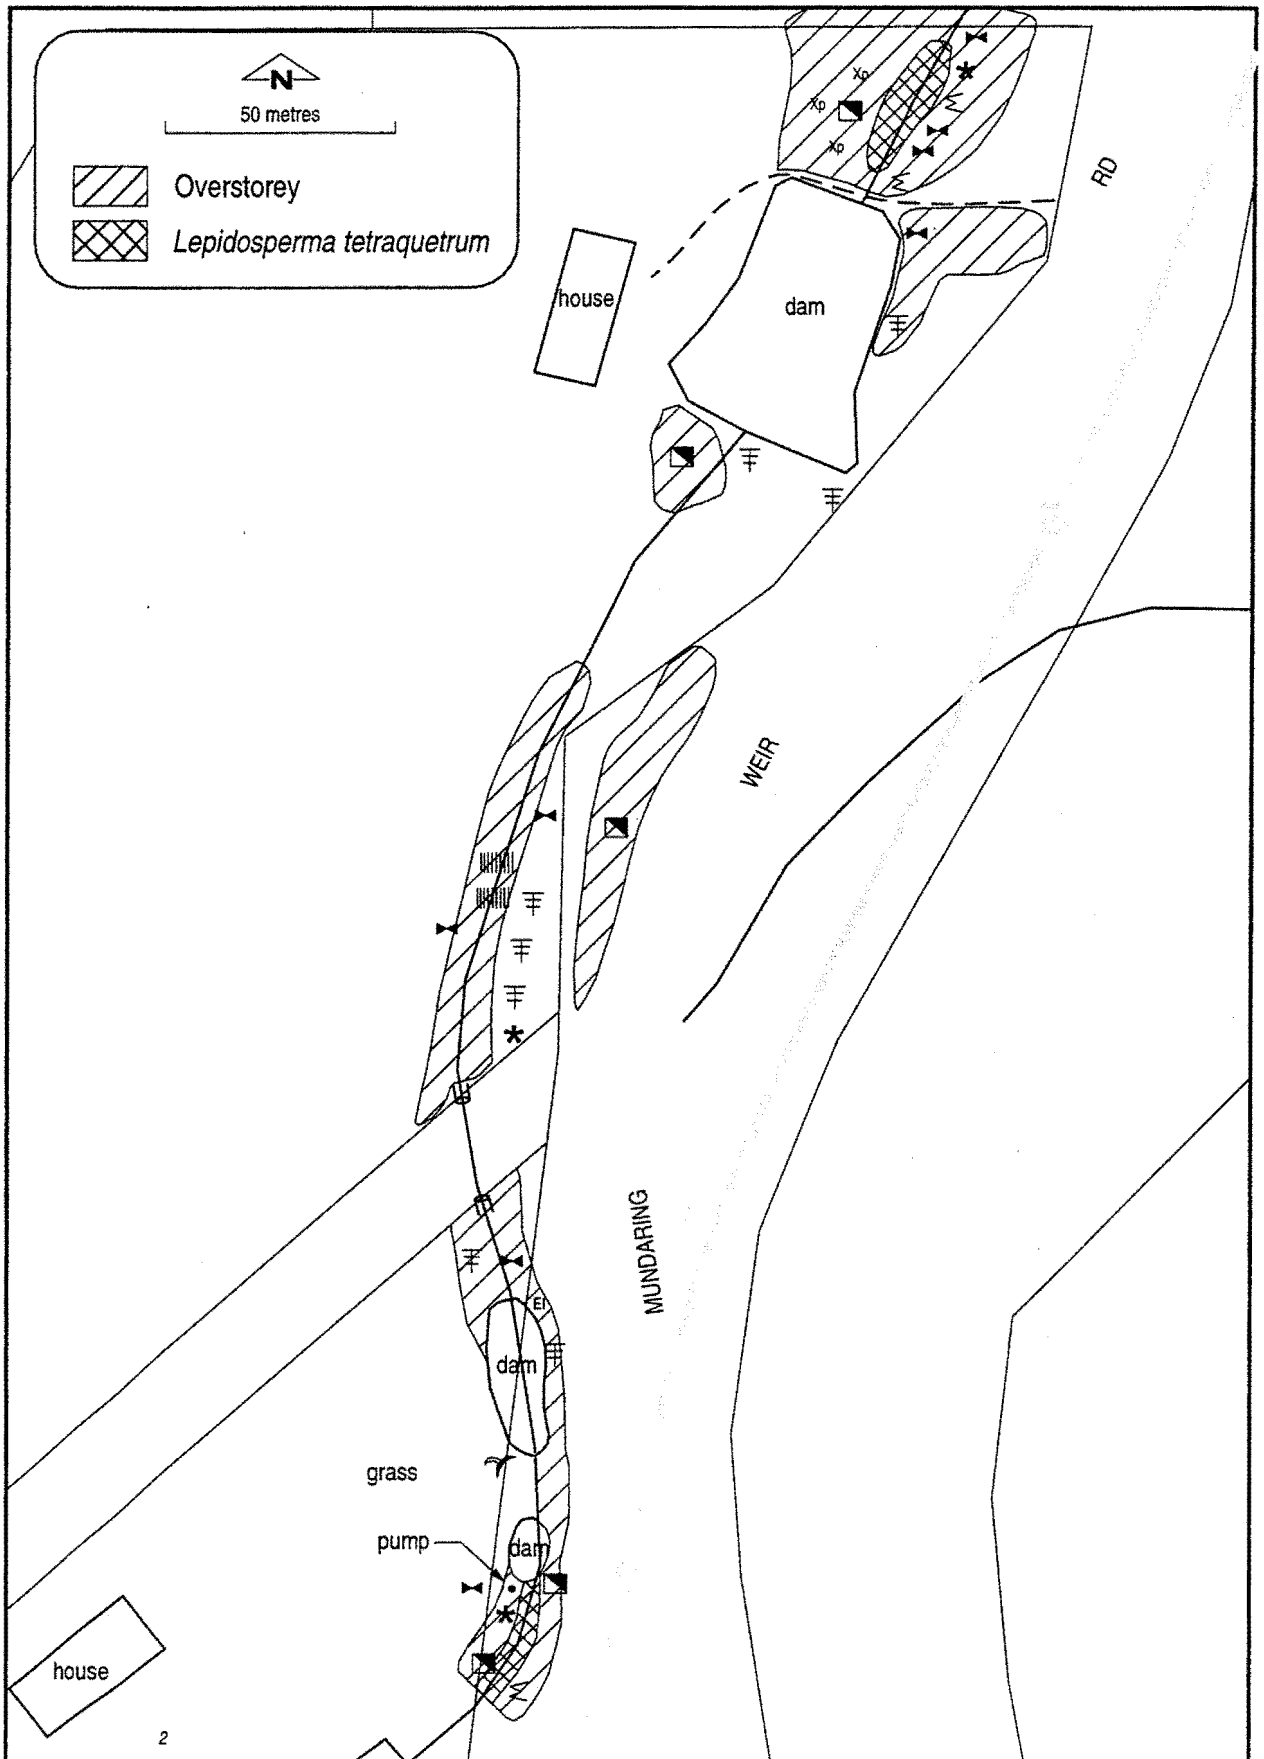 N
50 metres
Overstorey
Lepidosperma tetraquetrum
Xp
Xp
Xp
RD
house
dam
WEIR
MUNDARING
EI
dam
grass
pump
dam
house
2